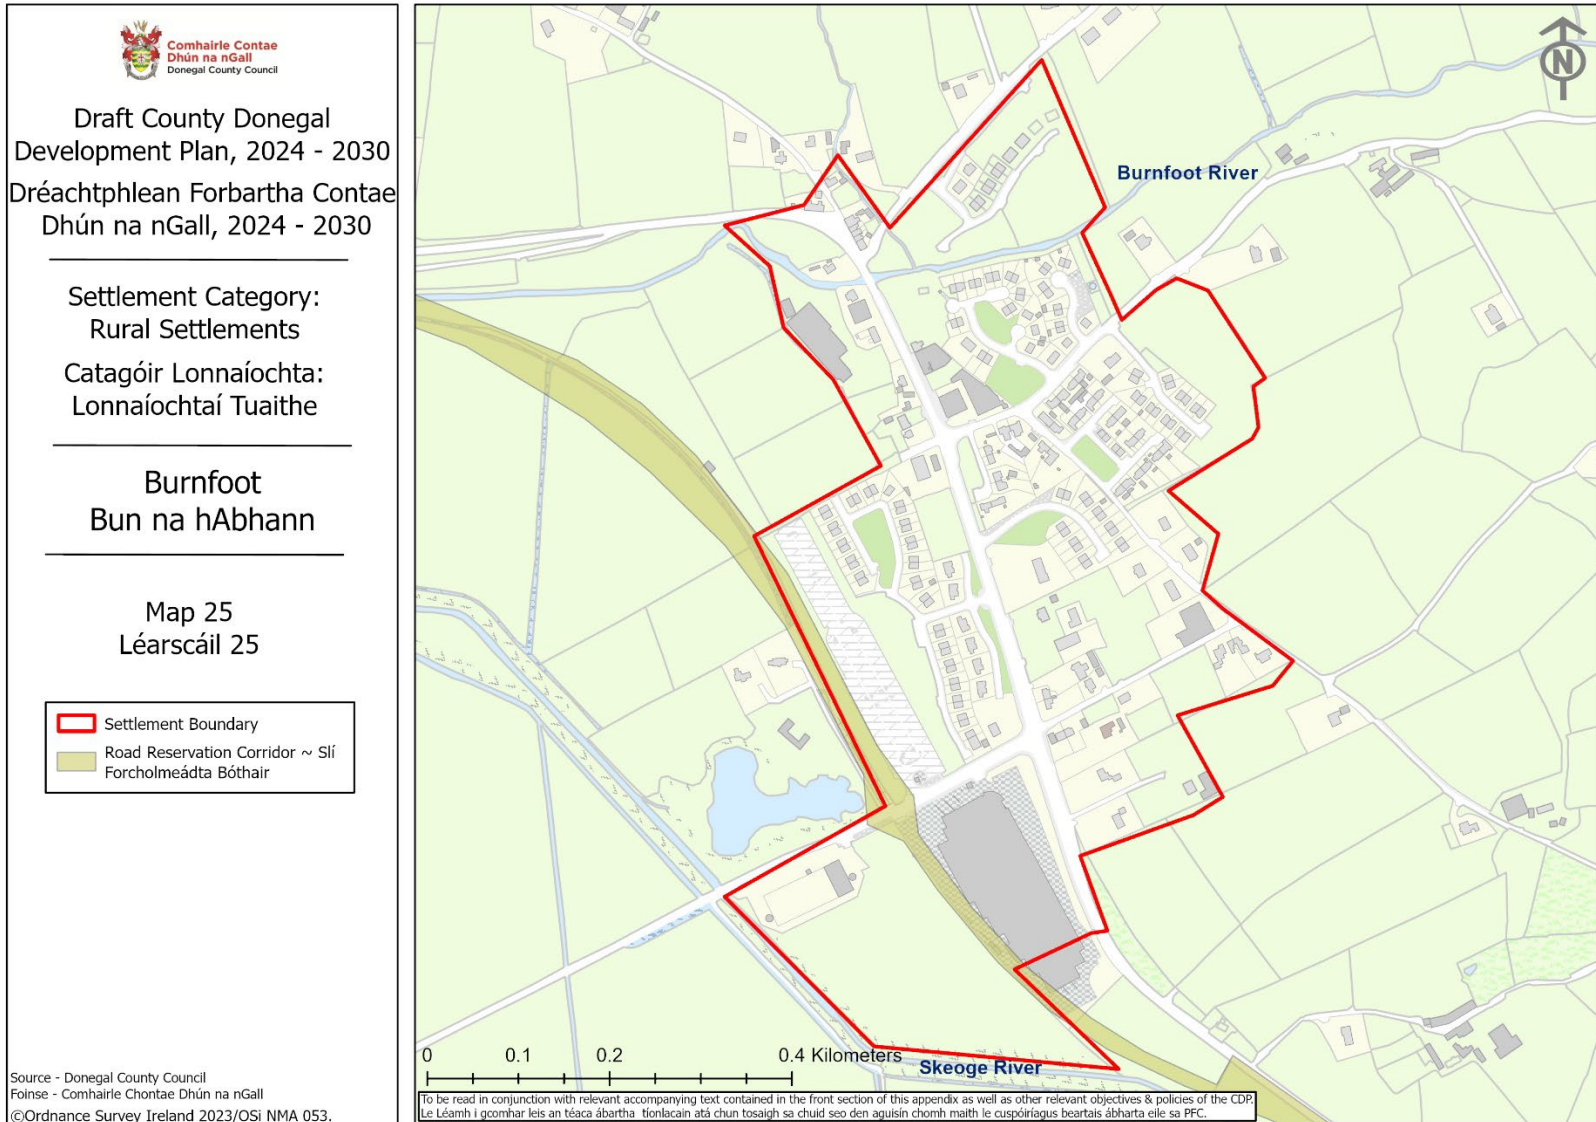 Comhairle Contae
Dhún na nGall
Donegal County Council
Draft County Donegal
Development Plan, 2024 - 2030
Dréachtphlean Forbartha Contae
Dhún na nGall, 2024 - 2030
Settlement Category:
Rural Settlements
Catagóir Lonnaíochta:
Lonnaíochtaí Tuaithe
Burnfoot
Bun na hAbhann
Map 25
Léarscáil 25
Settlement Boundary
Road Reservation Corridor ~ Slí
Forcholmeádta Bóthair
Source - Donegal County Council
Foinse - Comhairle Chontae Dhún na nGall
©Ordnance Survey Ireland 2023/OSi NMA 053.
N
Burnfoot River
0 0.1 0.2 0.4 Kilometers
Skeoge River
To be read in conjunction with relevant accompanying text contained in the front section of this appendix as well as other relevant objectives & policies of the CDP.
Le Léamh i gcomhar leis an téaca ábartha tionlacain atá chun tosaigh sa chuid seo den aguisín chomh maith le cuspóiríagus beartais ábharta eile sa PFC.